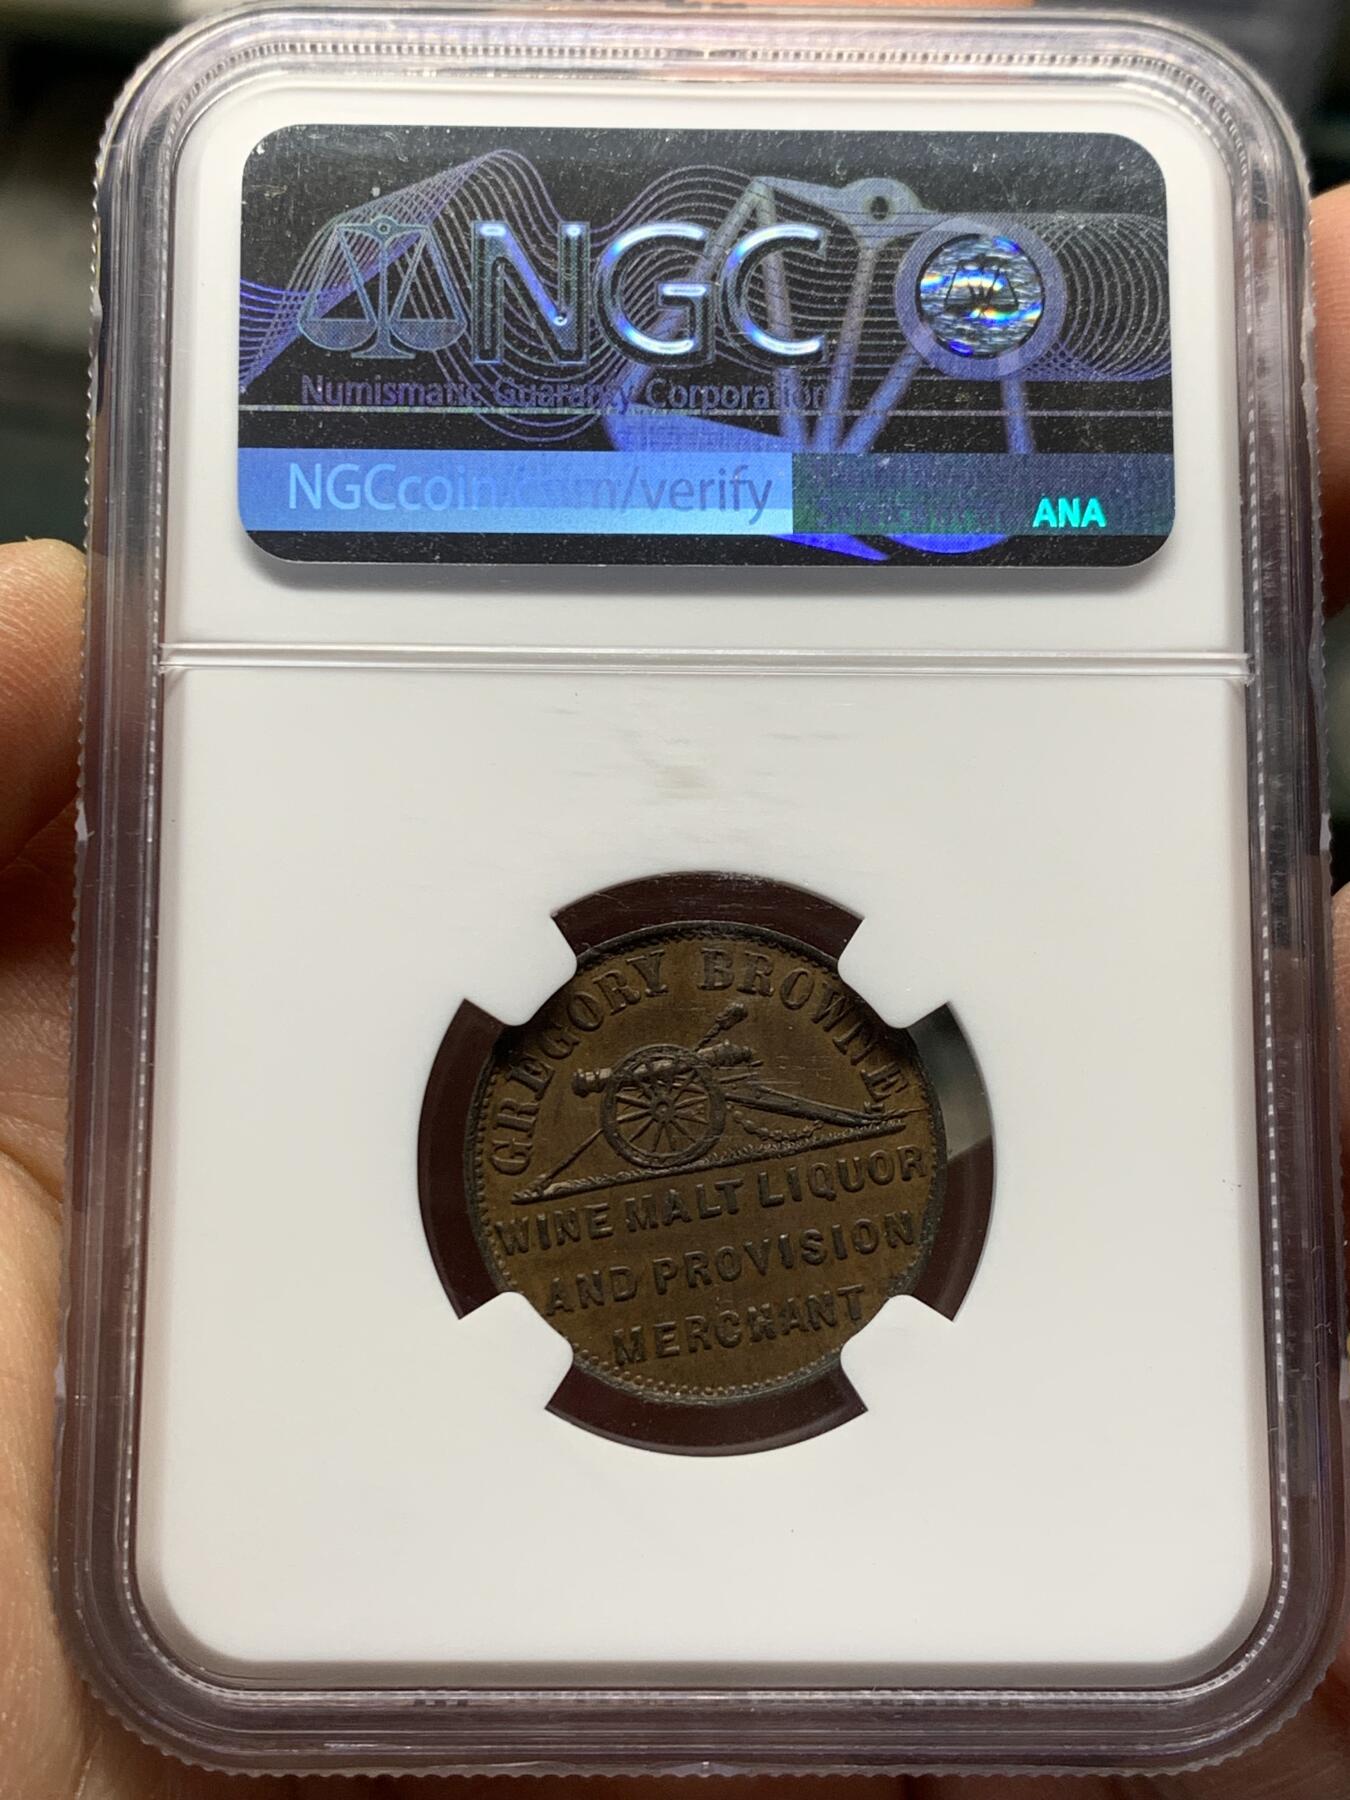 NGC
Numismatic Guaranty Corporation
NGCcoin.com/verify
ANA
GREGORY BROWNE
WINE MALT LIQUOR
AND PROVISION
MERCHANT